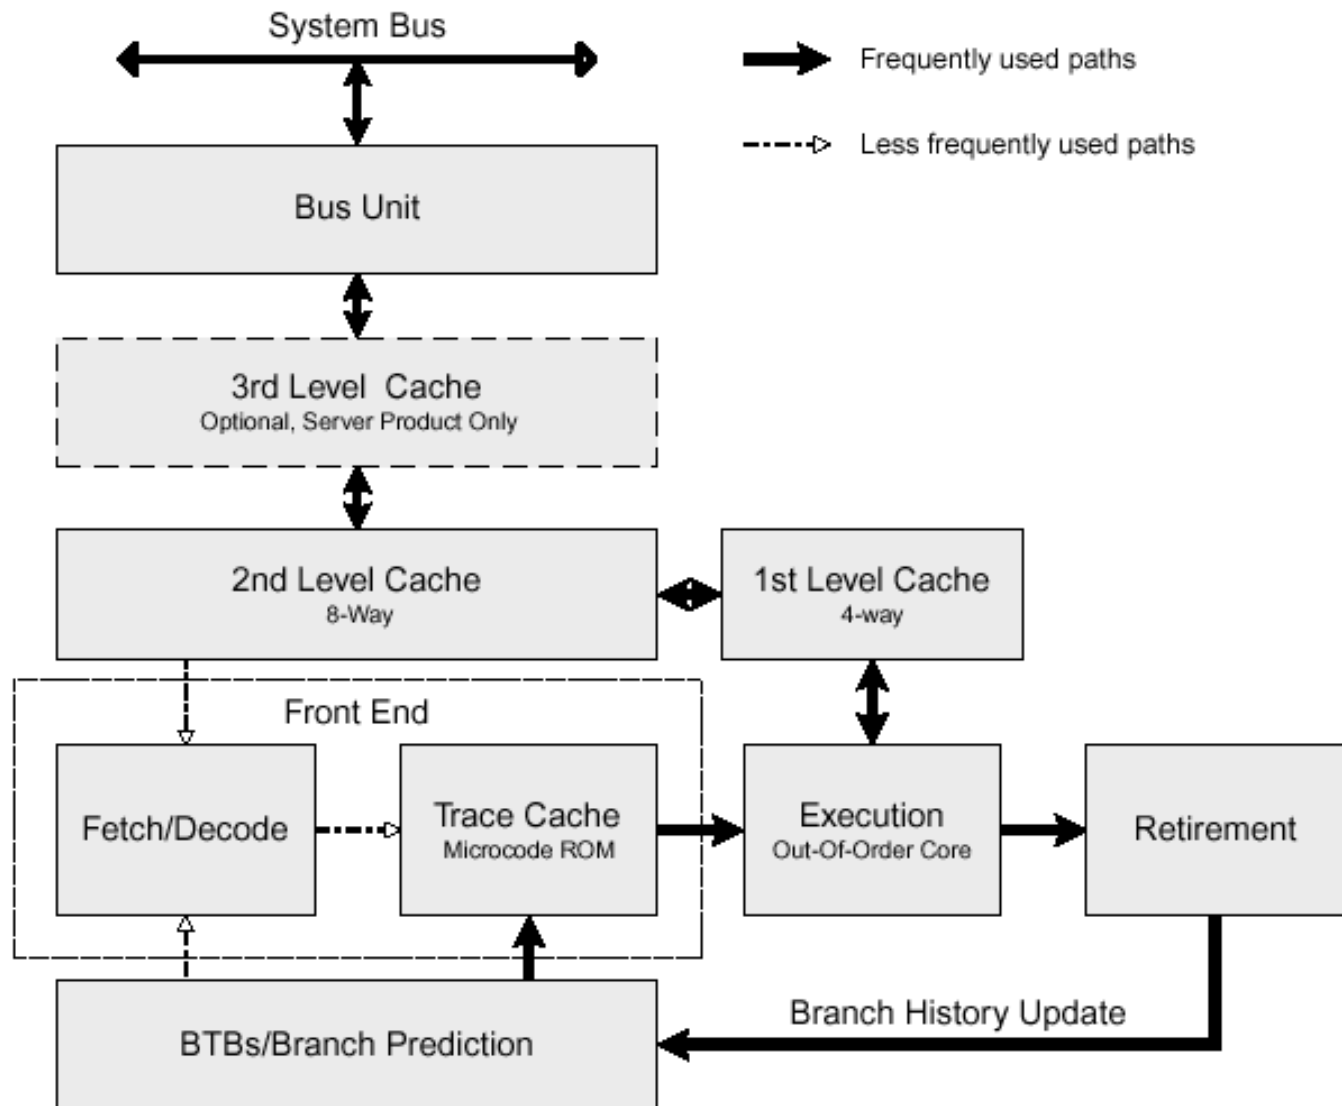 System Bus
Frequently used paths
Less frequently used paths
Bus Unit
3rd Level Cache
Optional, Server Product Only
2nd Level Cache
8-Way
1st Level Cache
4-way
Front End
Fetch/Decode
Trace Cache
Microcode ROM
Execution
Out-Of-Order Core
Retirement
Branch History Update
BTBs/Branch Prediction